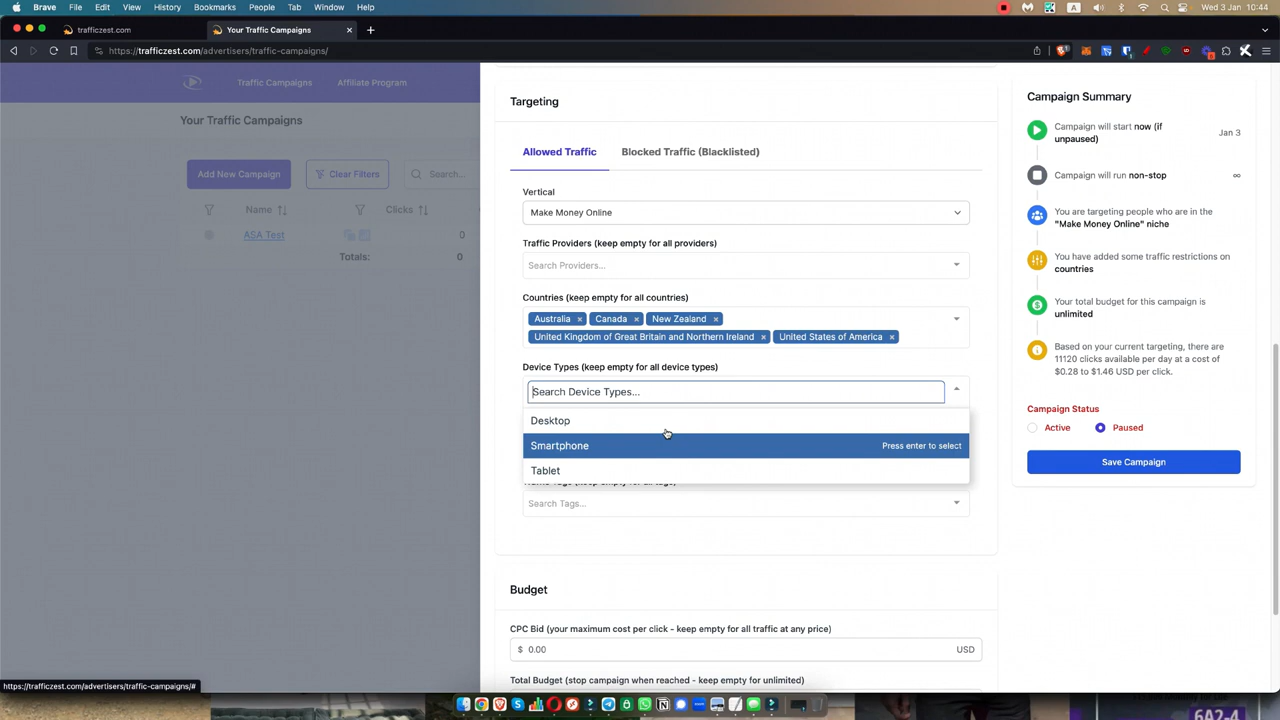 Brave File Edit View History Bookmarks People Tab Window Help
A Wed 3 Jan 10:44
trafficzest.com
Your Traffic Campaigns
https://trafficzest.com/advertisers/traffic-campaigns/
Traffic Campaigns
Affiliate Program
Your Traffic Campaigns
Add New Campaign
Clear Filters
Search...
Name
Clicks
ASA Test
0
Totals:
0
Targeting
Allowed Traffic
Blocked Traffic (Blacklisted)
Vertical
Make Money Online
Traffic Providers (keep empty for all providers)
Search Providers...
Countries (keep empty for all countries)
Australia ×
Canada ×
New Zealand ×
United Kingdom of Great Britain and Northern Ireland ×
United States of America ×
Device Types (keep empty for all device types)
Search Device Types...
Desktop
Smartphone
Press enter to select
Tablet
Search Tags...
Budget
CPC Bid (your maximum cost per click - keep empty for all traffic at any price)
$ 0.00
USD
Total Budget (stop campaign when reached - keep empty for unlimited)
Campaign Summary
Campaign will start now (if
unpaused)
Jan 3
Campaign will run non-stop
∞
You are targeting people who are in the
"Make Money Online" niche
You have added some traffic restrictions on
countries
Your total budget for this campaign is
unlimited
Based on your current targeting, there are
11120 clicks available per day at a cost of
$0.28 to $1.46 USD per click.
Campaign Status
Active
Paused
Save Campaign
https://trafficzest.com/advertisers/traffic-campaigns/#
6A2-4